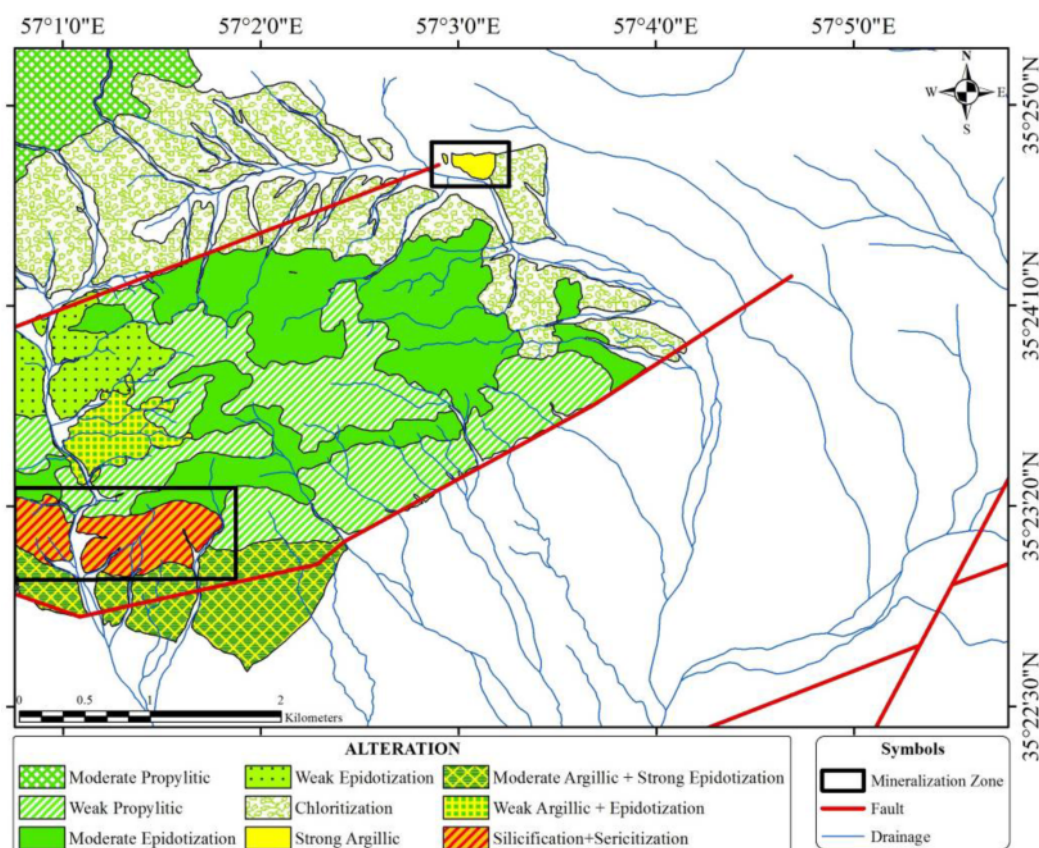 57°1'0"E 57°2'0"E 57°3'0"E 57°4'0"E 57°5'0"E
N
W E
S
35°25'0"N
35°24'10"N
35°23'20"N
35°22'30"N
0 0.5 1 2
Kilometers
ALTERATION
Moderate Propylitic
Weak Propylitic
Moderate Epidotization
Weak Epidotization
Chloritization
Strong Argillic
Moderate Argillic + Strong Epidotization
Weak Argillic + Epidotization
Silicification+Sericitization
Symbols
Mineralization Zone
Fault
Drainage